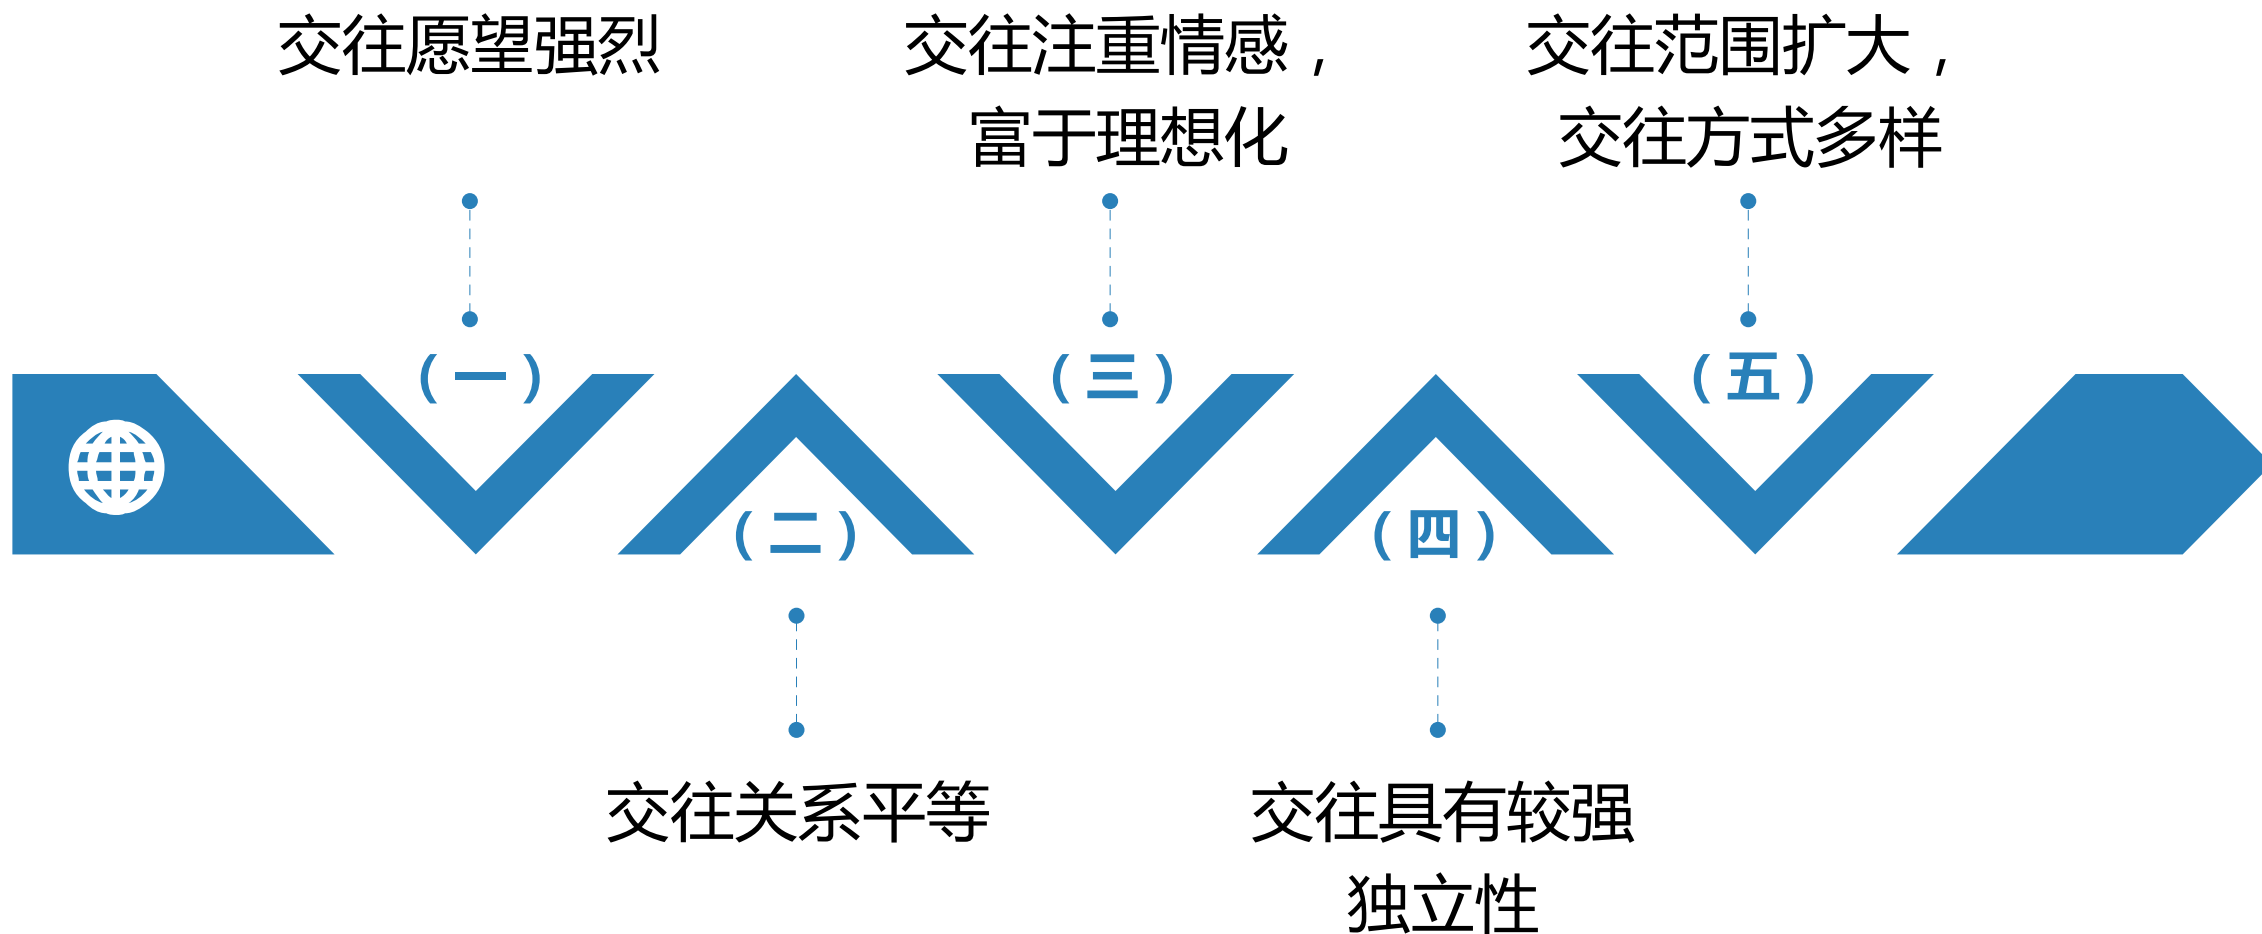 交往愿望强烈
交往注重情感，
富于理想化
交往范围扩大，
交往方式多样
（一）
（三）
（五）
（二）
（四）
交往关系平等
交往具有较强
独立性